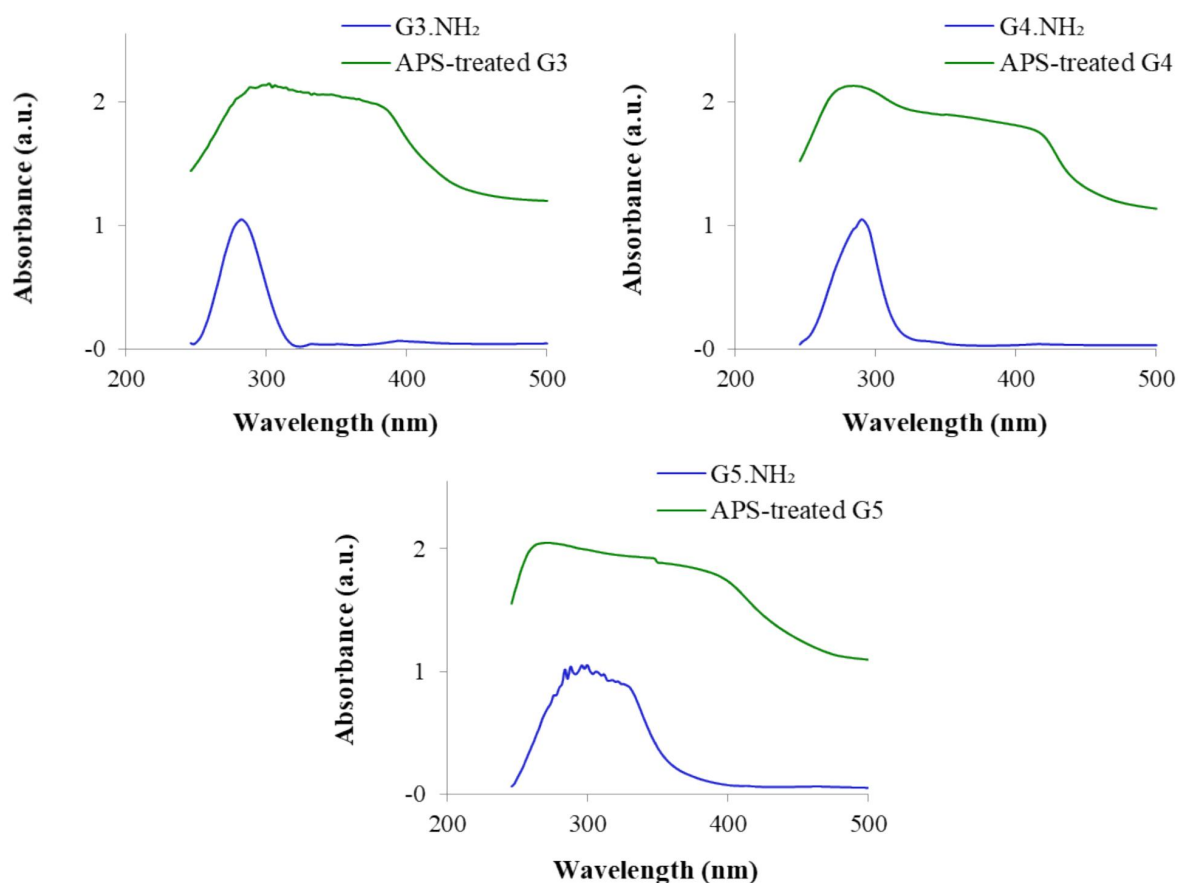 G3.NH₂
APS-treated G3
Absorbance (a.u.)
2
1
-0
200
300
400
500
Wavelength (nm)
G4.NH₂
APS-treated G4
Absorbance (a.u.)
2
1
-0
200
300
400
500
Wavelength (nm)
G5.NH₂
APS-treated G5
Absorbance (a.u.)
2
1
-0
200
300
400
500
Wavelength (nm)